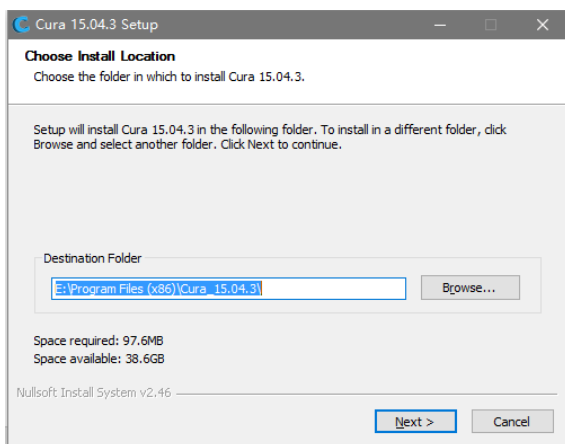 Cura 15.04.3 Setup
Choose Install Location
Choose the folder in which to install Cura 15.04.3.
Setup will install Cura 15.04.3 in the following folder. To install in a different folder, click
Browse and select another folder. Click Next to continue.
Destination Folder
E:\Program Files (x86)\Cura_15.04.3\
Browse...
Space required: 97.6MB
Space available: 38.6GB
Nullsoft Install System v2.46
Next >
Cancel